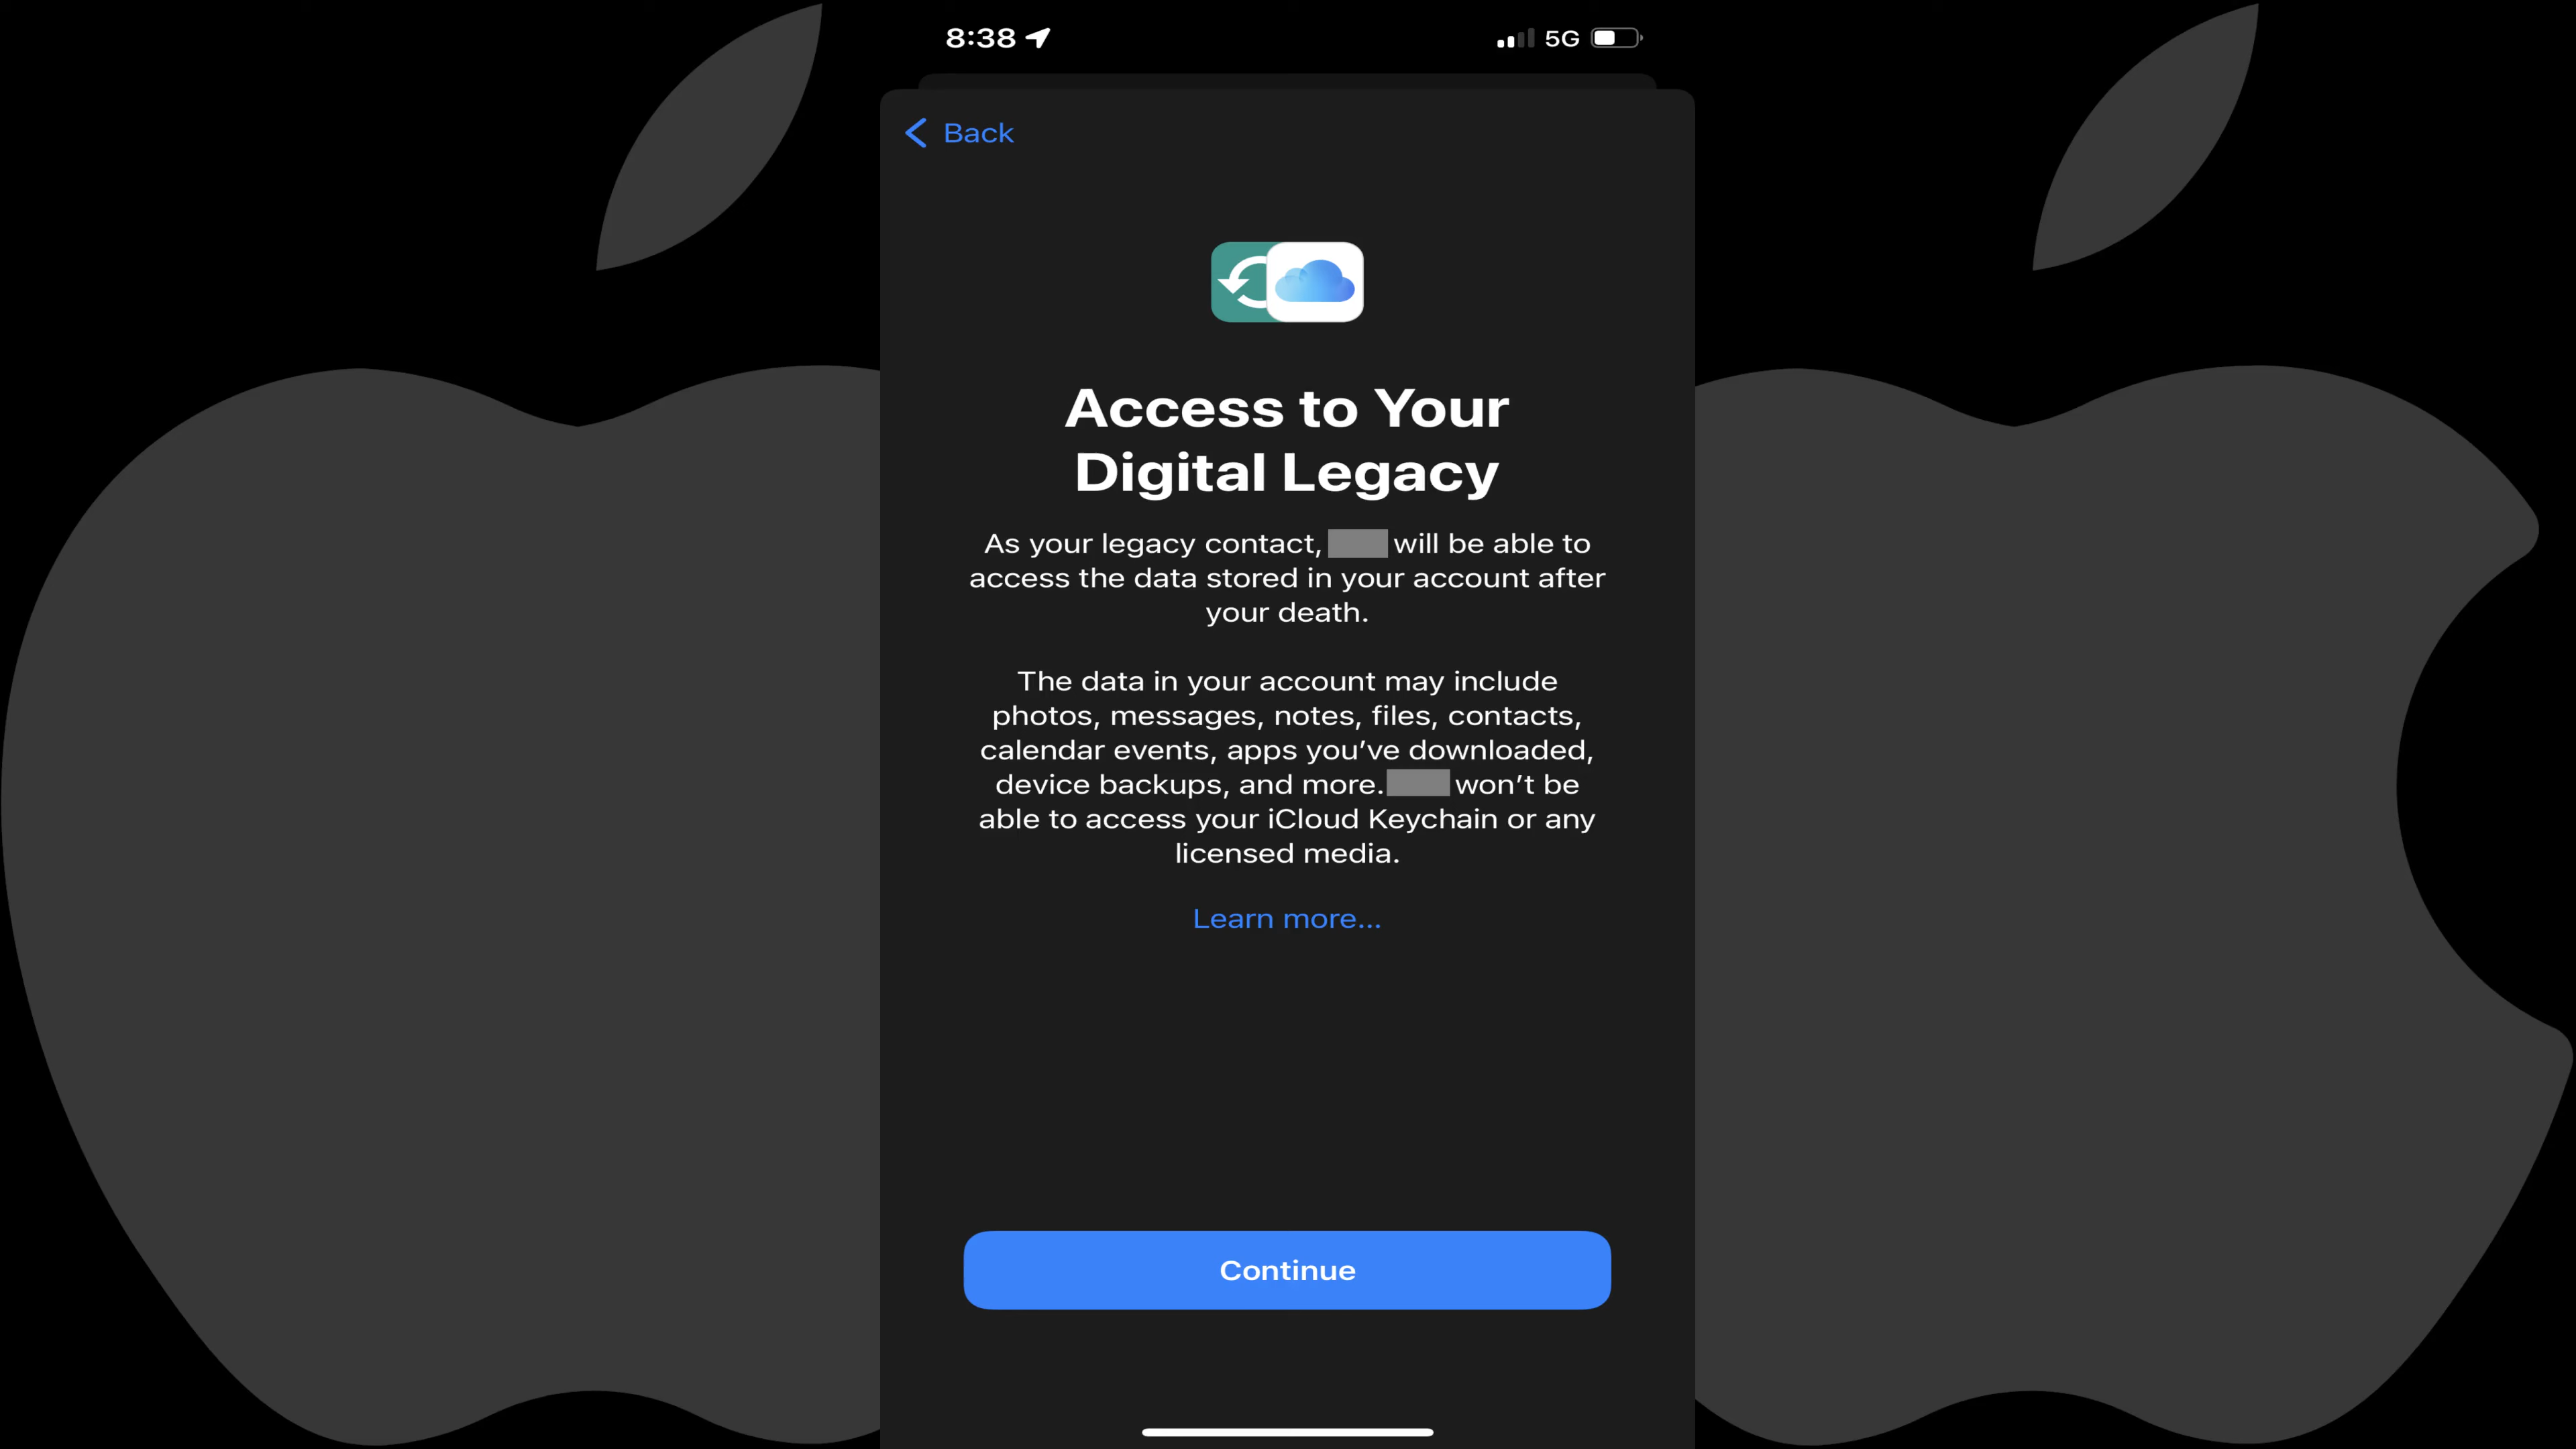 8:38
5G
Back
Access to Your
Digital Legacy
As your legacy contact, will be able to
access the data stored in your account after
your death.
The data in your account may include
photos, messages, notes, files, contacts,
calendar events, apps you’ve downloaded,
device backups, and more. won’t be
able to access your iCloud Keychain or any
licensed media.
Learn more...
Continue